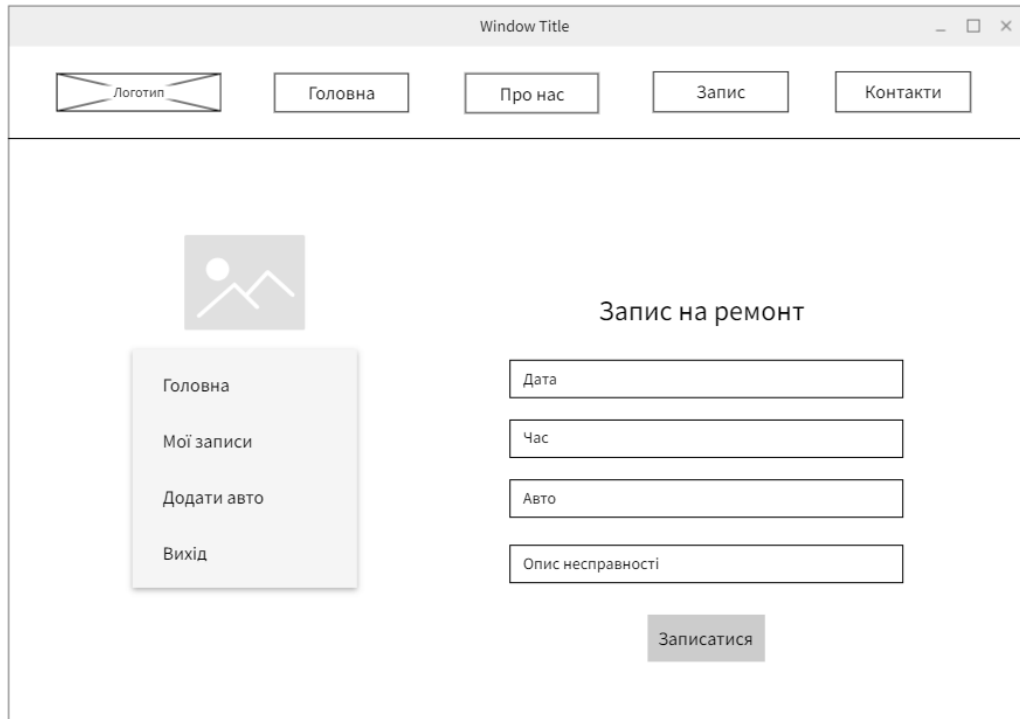 Window Title
Логотип
Головна
Про нас
Запис
Контакти
Головна
Мої записи
Додати авто
Вихід
Запис на ремонт
Дата
Час
Авто
Опис несправності
Записатися